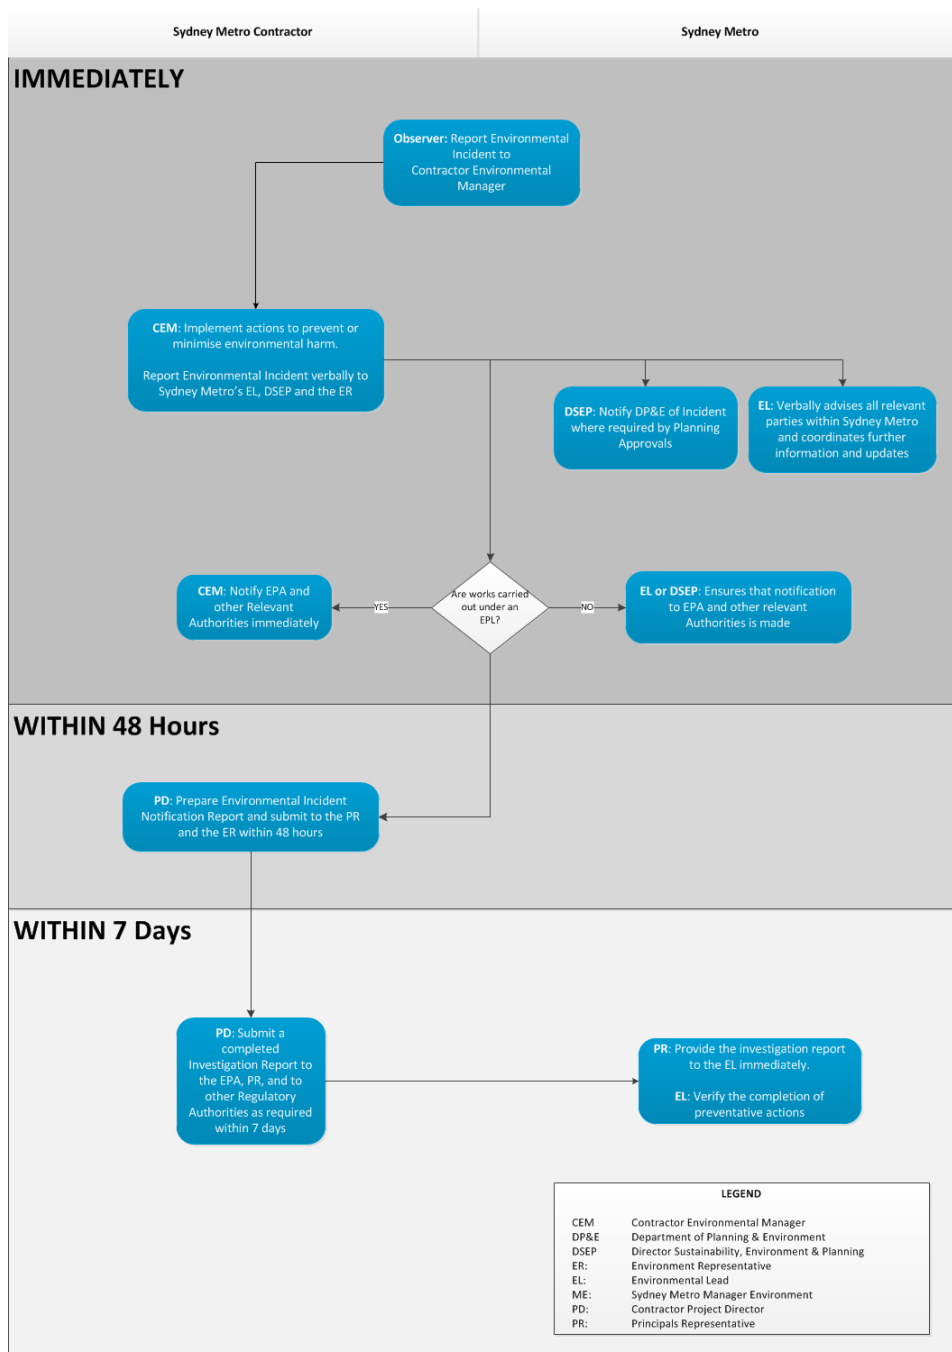 Sydney Metro Contractor
Sydney Metro
IMMEDIATELY
Observer: Report Environmental
Incident to
Contractor Environmental
Manager
CEM: Implement actions to prevent or
minimise environmental harm.
Report Environmental Incident verbally to
Sydney Metro's EL, DSEP and the ER
DSEP: Notify DP&E of Incident
where required by Planning
Approvals
EL: Verbally advises all relevant
parties within Sydney Metro
and coordinates further
information and updates
CEM: Notify EPA and
other Relevant
Authorities immediately
YES
Are works carried
out under an
EPL?
NO
EL or DSEP: Ensures that notification
to EPA and other relevant
Authorities is made
WITHIN 48 Hours
PD: Prepare Environmental Incident
Notification Report and submit to the PR
and the ER within 48 hours
WITHIN 7 Days
PD: Submit a
completed
Investigation Report to
the EPA, PR, and to
other Regulatory
Authorities as required
within 7 days
PR: Provide the investigation report
to the EL immediately.
EL: Verify the completion of
preventative actions
LEGEND
CEM Contractor Environmental Manager
DP&E Department of Planning & Environment
DSEP Director Sustainability, Environment & Planning
ER: Environment Representative
EL: Environmental Lead
ME: Sydney Metro Manager Environment
PD: Contractor Project Director
PR: Principals Representative